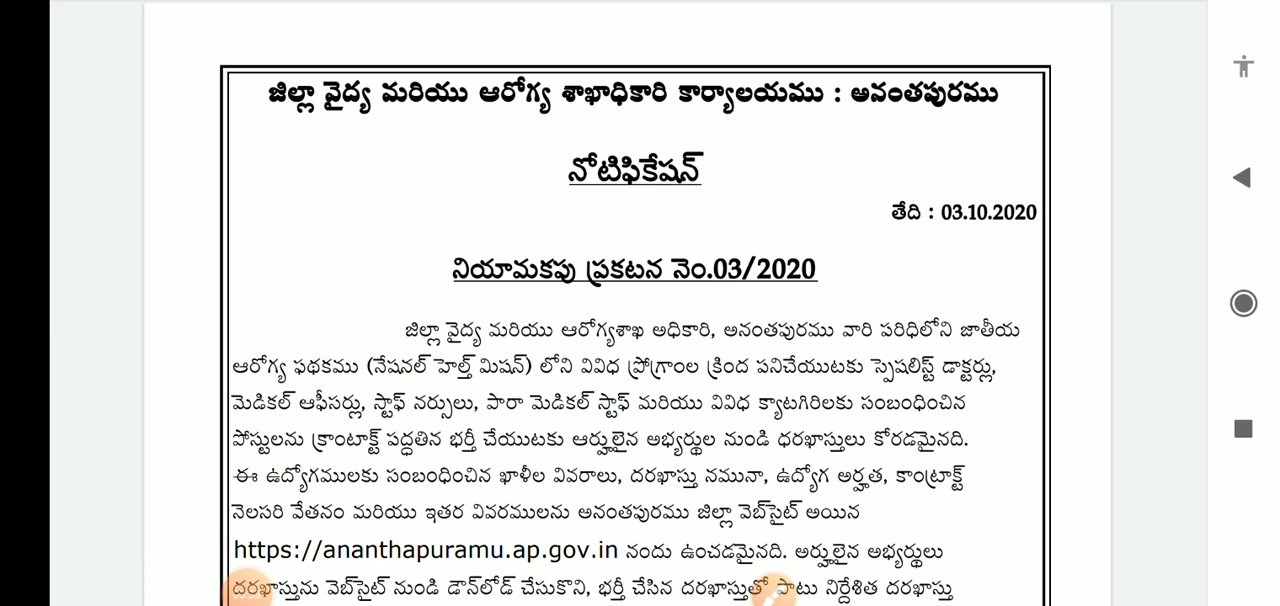 జిల్లా వైద్య మరియు ఆరోగ్య శాఖాధికారి కార్యాలయము : అనంతపురము
నోటిఫికేషన్
తేది : 03.10.2020
నియామకపు ప్రకటన నెం.03/2020
జిల్లా వైద్య మరియు ఆరోగ్యశాఖ అధికారి, అనంతపురము వారి పరిధిలోని జాతీయ
ఆరోగ్య ఫథకము (నేషనల్ హెల్త్ మిషన్) లోని వివిధ ప్రోగ్రాంల క్రింద పనిచేయుటకు స్పెషలిస్ట్ డాక్టర్లు,
మెడికల్ ఆఫీసర్లు, స్టాఫ్ నర్సులు, పారా మెడికల్ స్టాఫ్ మరియు వివిధ క్యాటగిరిలకు సంబంధించిన
పోస్టులను క్రాంటాక్ట్ పద్ధతిన భర్తీ చేయుటకు ఆర్హులైన అభ్యర్థుల నుండి ధరఖాస్తులు కోరడమైనది.
ఈ ఉద్యోగములకు సంబంధించిన ఖాళీల వివరాలు, దరఖాస్తు నమునా, ఉద్యోగ అర్హత, కాంట్రాక్ట్
నెలసరి వేతనం మరియు ఇతర వివరములను అనంతపురము జిల్లా వెబ్‌సైట్ అయిన
https://ananthapuramu.ap.gov.in నందు ఉంచడమైనది. అర్హులైన అభ్యర్థులు
దరఖాస్తును వెబ్‌సైట్ నుండి డౌన్‌లోడ్ చేసుకొని, భర్తీ చేసిన దరఖాస్తుతో పాటు నిర్దేశిత దరఖాస్తు